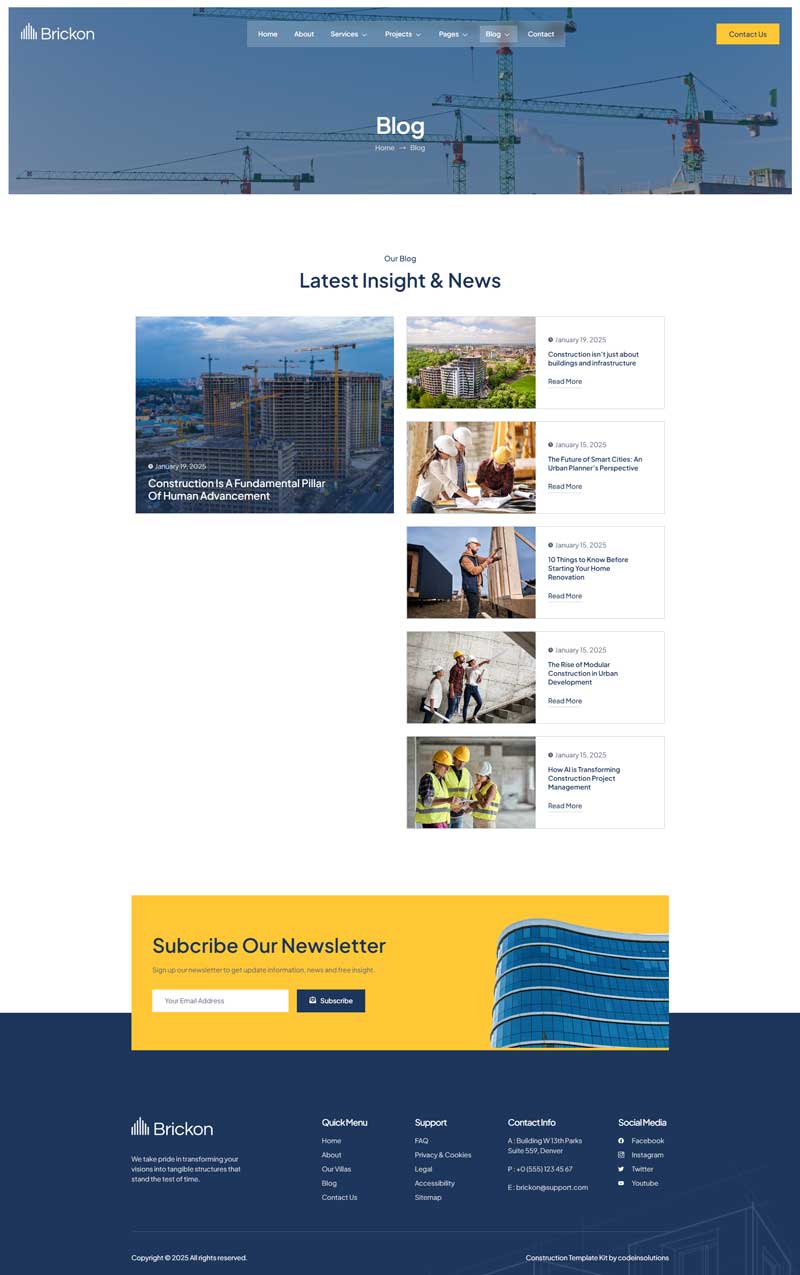 Brickon
Home About Services Projects Pages Blog Contact
Contact Us
Blog
Home → Blog
Our Blog
Latest Insight & News
January 19, 2025
Construction Is A Fundamental Pillar
Of Human Advancement
January 19, 2025
Construction isn't just about
buildings and infrastructure
Read More
January 15, 2025
The Future of Smart Cities: An
Urban Planner's Perspective
Read More
January 15, 2025
10 Things to Know Before
Starting Your Home
Renovation
Read More
January 15, 2025
The Rise of Modular
Construction in Urban
Development
Read More
January 15, 2025
How AI is Transforming
Construction Project
Management
Read More
Subcribe Our Newsletter
Sign up our newsletter to get update information, news and free insight.
Your Email Address
Subscribe
Brickon
We take pride in transforming your
visions into tangible structures that
stand the test of time.
Quick Menu
Home
About
Our Villas
Blog
Contact Us
Support
FAQ
Privacy & Cookies
Legal
Accessibility
Sitemap
Contact Info
A : Building W 13th Parks
Suite 559, Denver
P : +0 (555) 123 45 67
E : brickon@support.com
Social Media
Facebook
Instagram
Twitter
Youtube
Copyright © 2025 All rights reserved.
Construction Template Kit by codeinsolutions